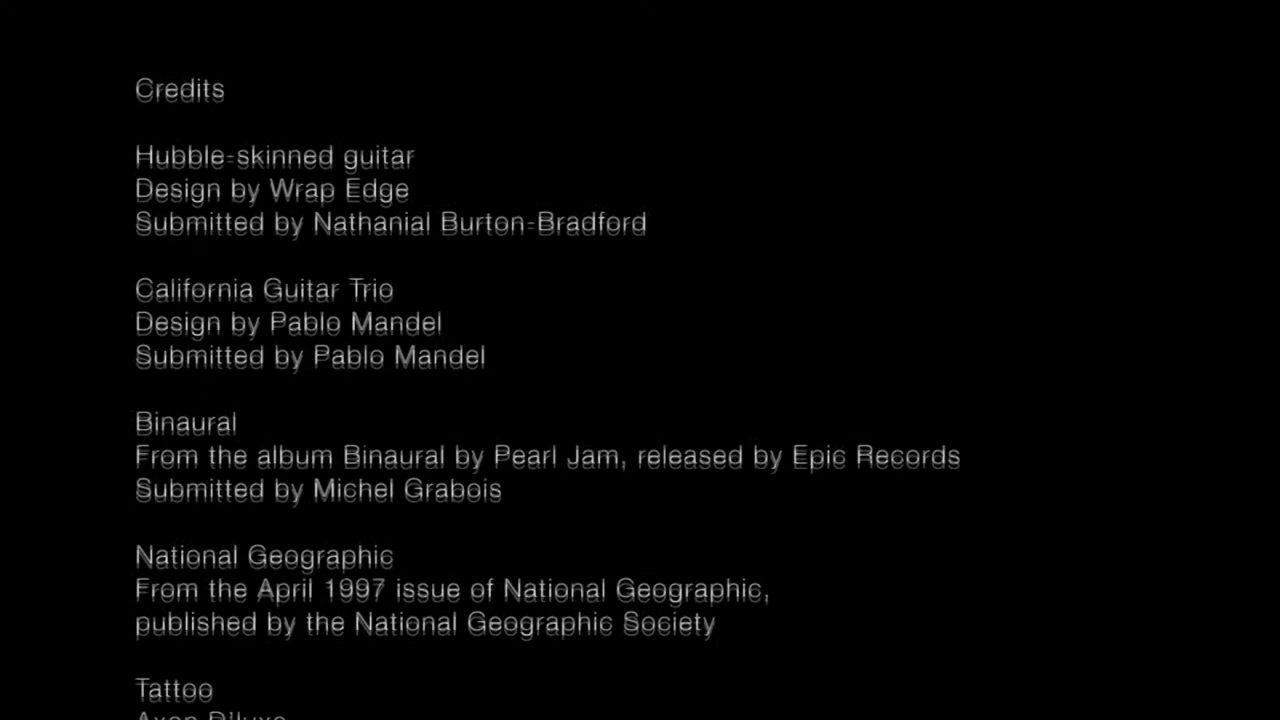 Credits
Hubble-skinned guitar
Design by Wrap Edge
Submitted by Nathanial Burton-Bradford
California Guitar Trio
Design by Pablo Mandel
Submitted by Pablo Mandel
Binaural
From the album Binaural by Pearl Jam, released by Epic Records
Submitted by Michel Grabois
National Geographic
From the April 1997 issue of National Geographic,
published by the National Geographic Society
Tattoo